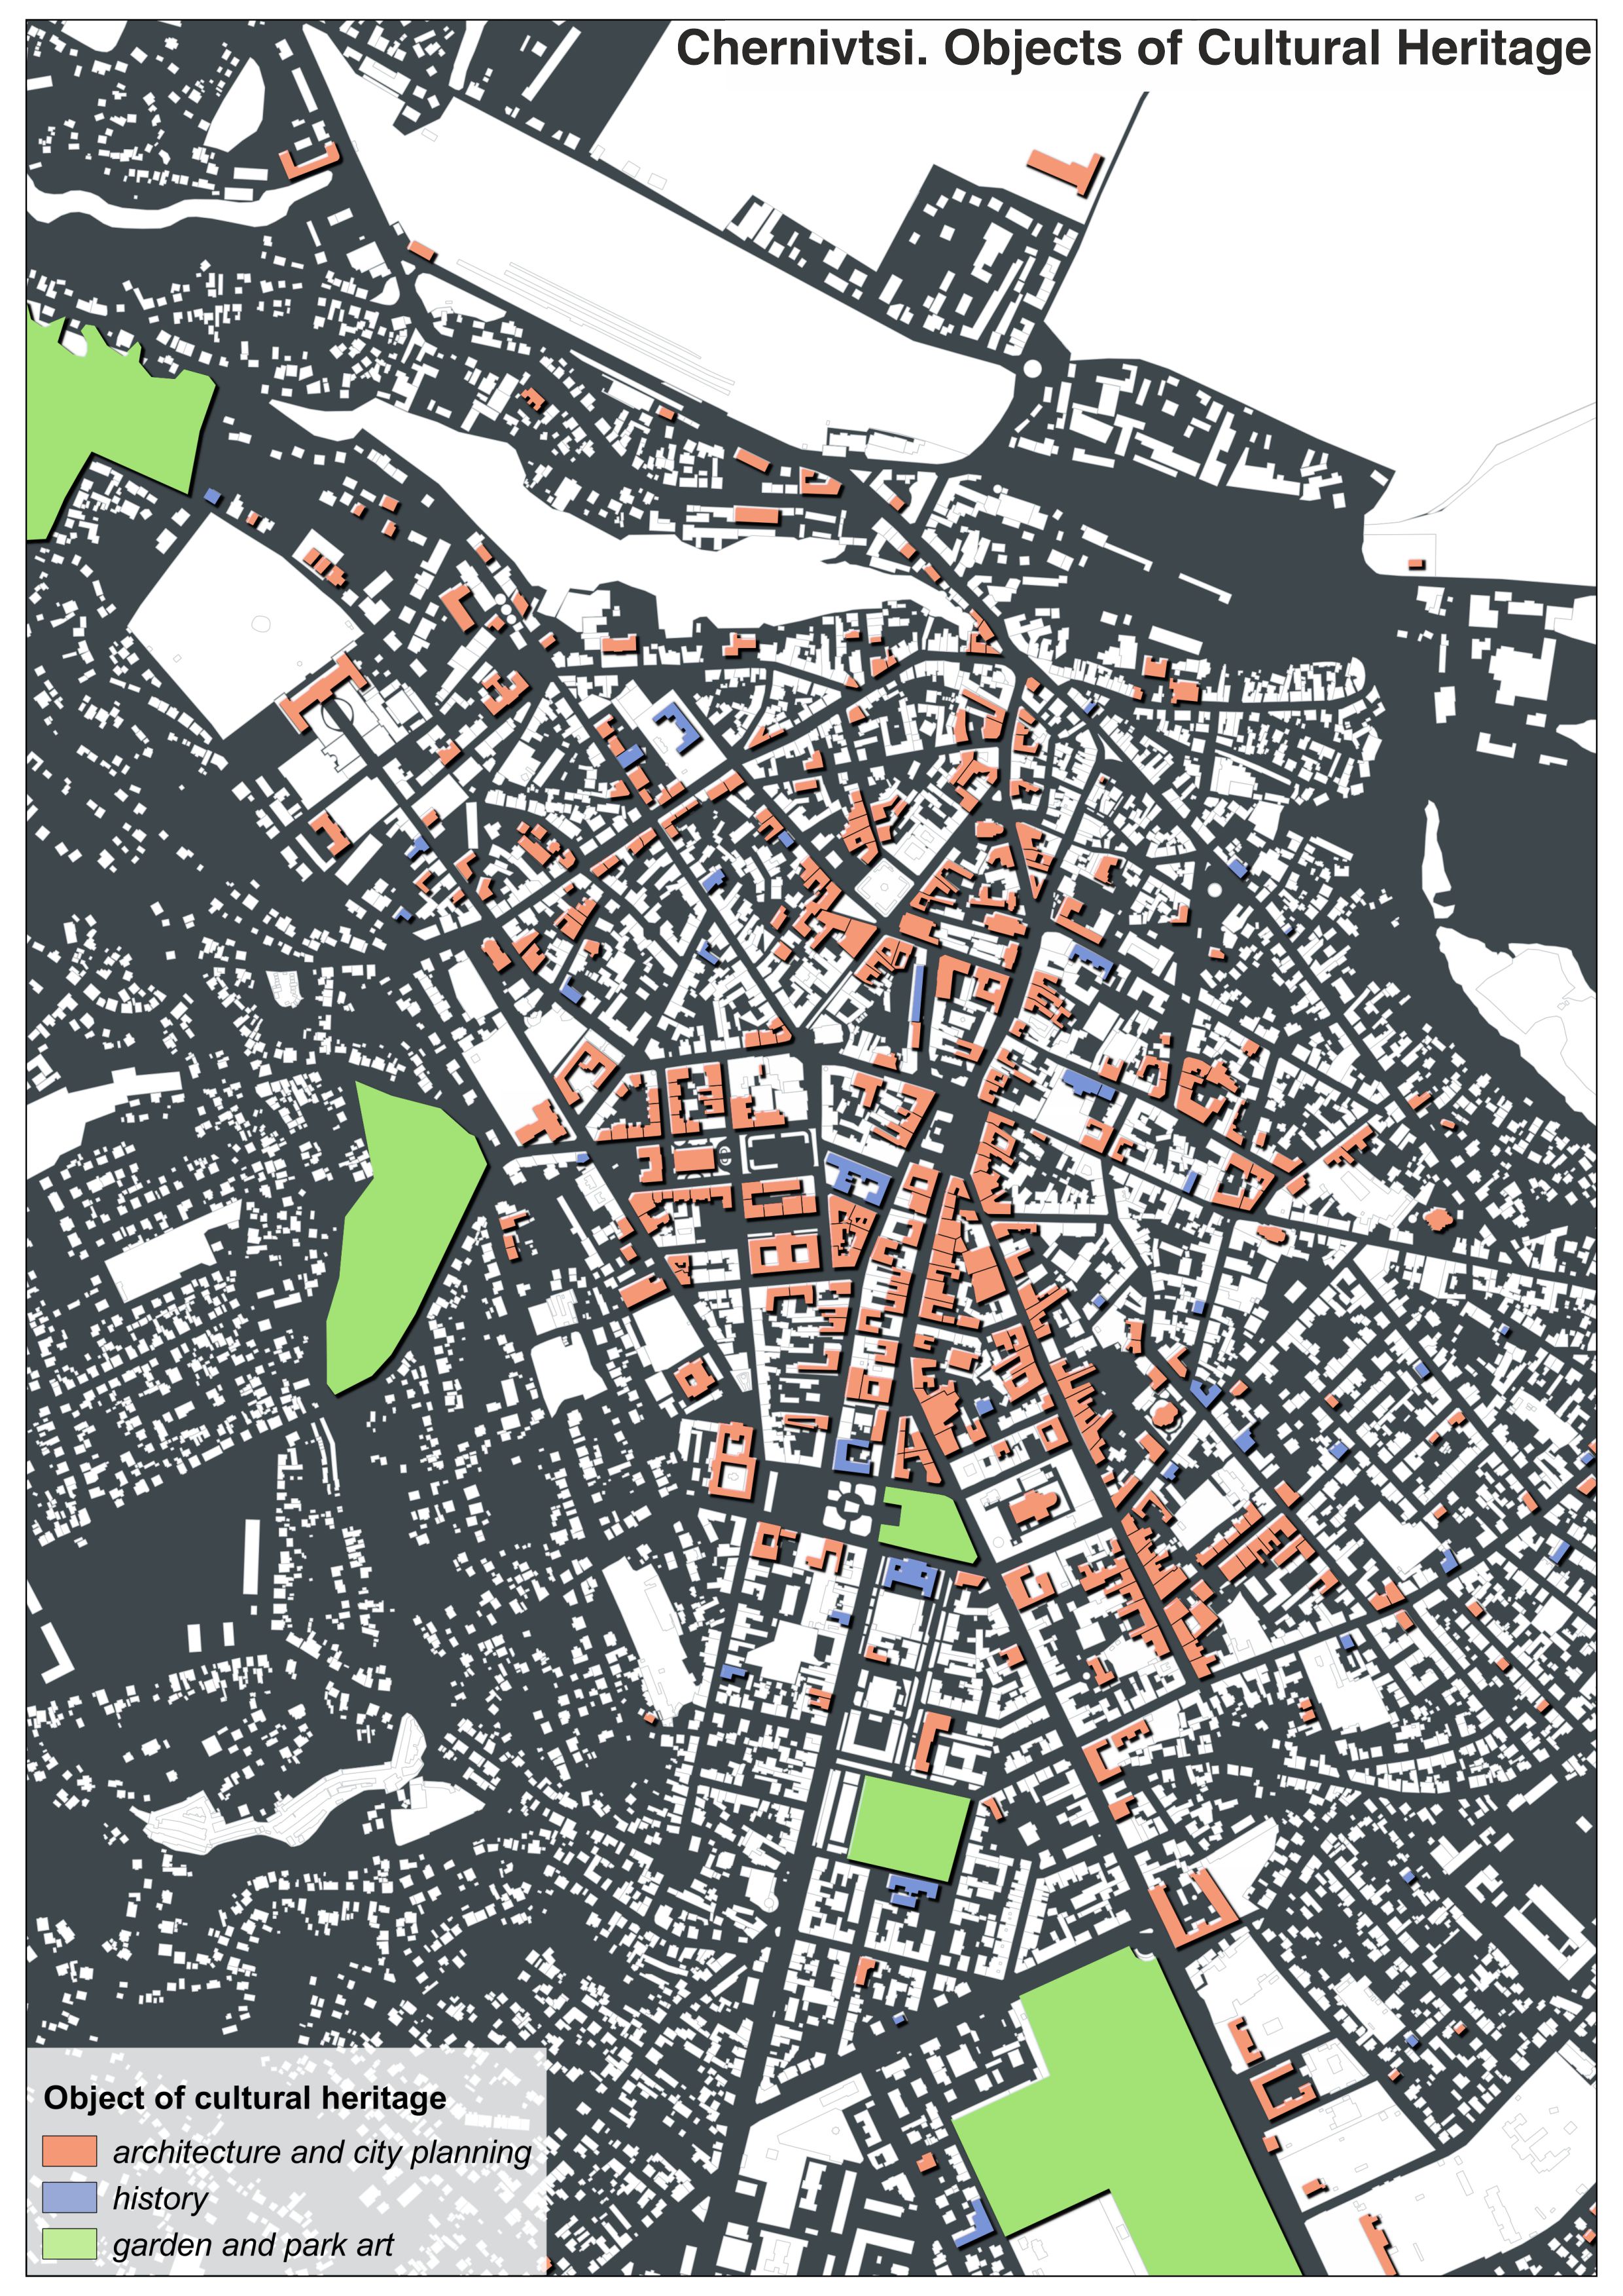 Chernivtsi. Objects of Cultural Heritage
Object of cultural heritage
architecture and city planning
history
garden and park art